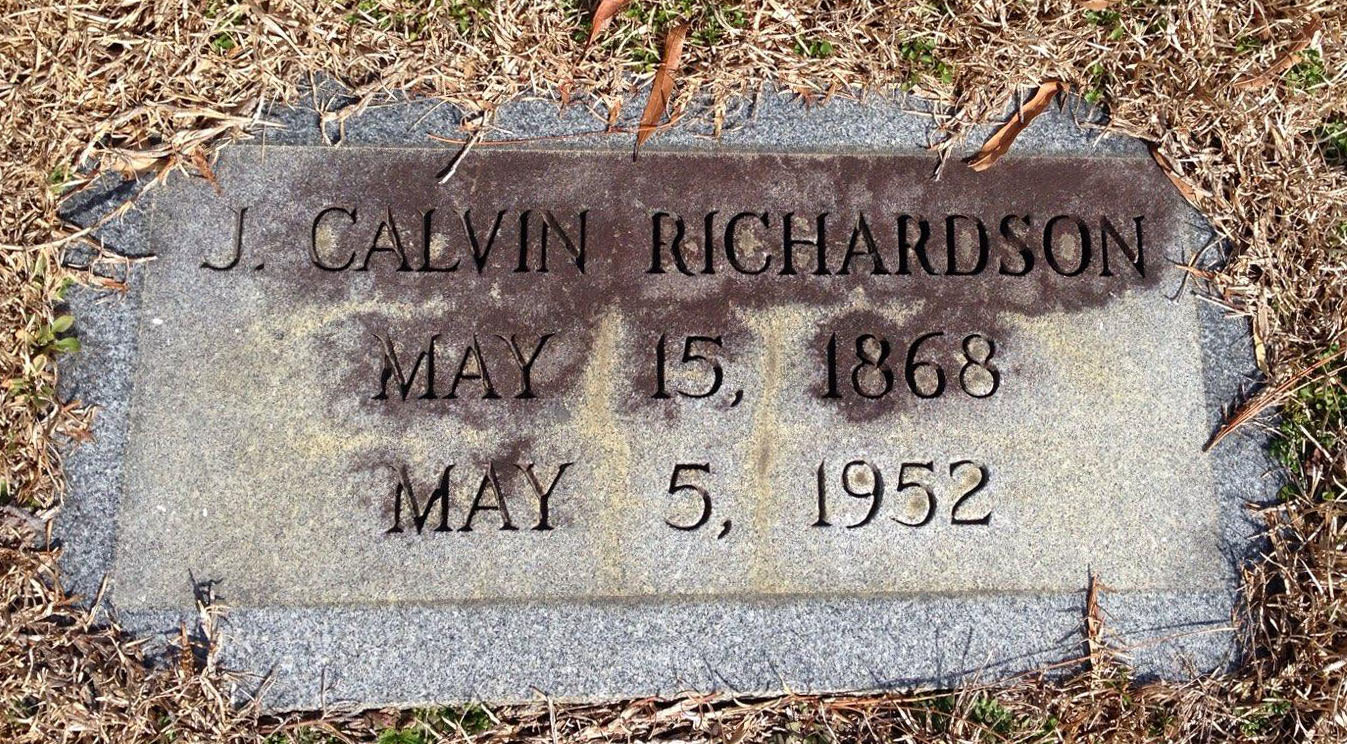 J. CALVIN RICHARDSON
MAY 15, 1868
MAY 5, 1952